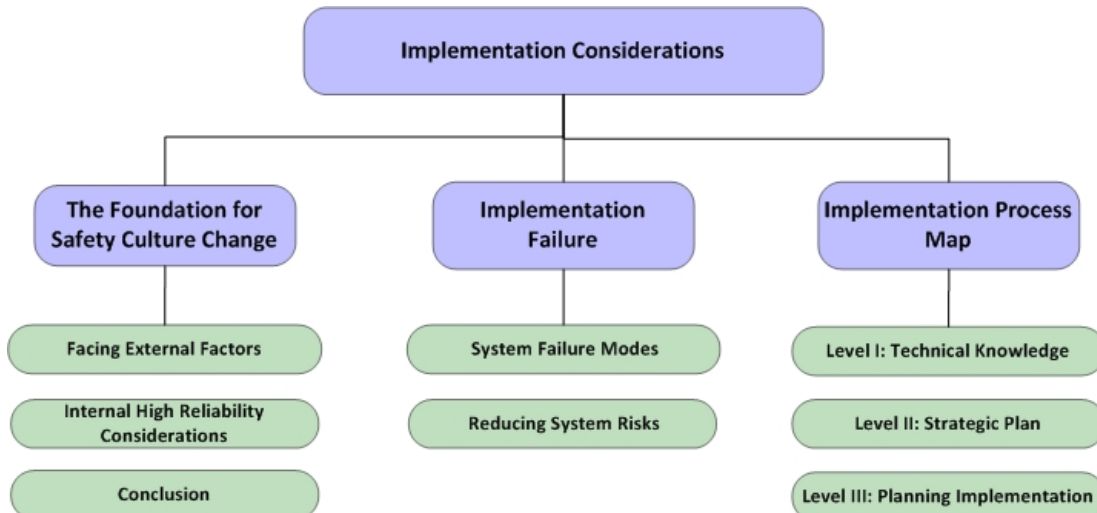 Implementation Considerations
The Foundation for
Safety Culture Change
Implementation
Failure
Implementation Process
Map
Facing External Factors
System Failure Modes
Level I: Technical Knowledge
Internal High Reliability
Considerations
Reducing System Risks
Level II: Strategic Plan
Conclusion
Level III: Planning Implementation